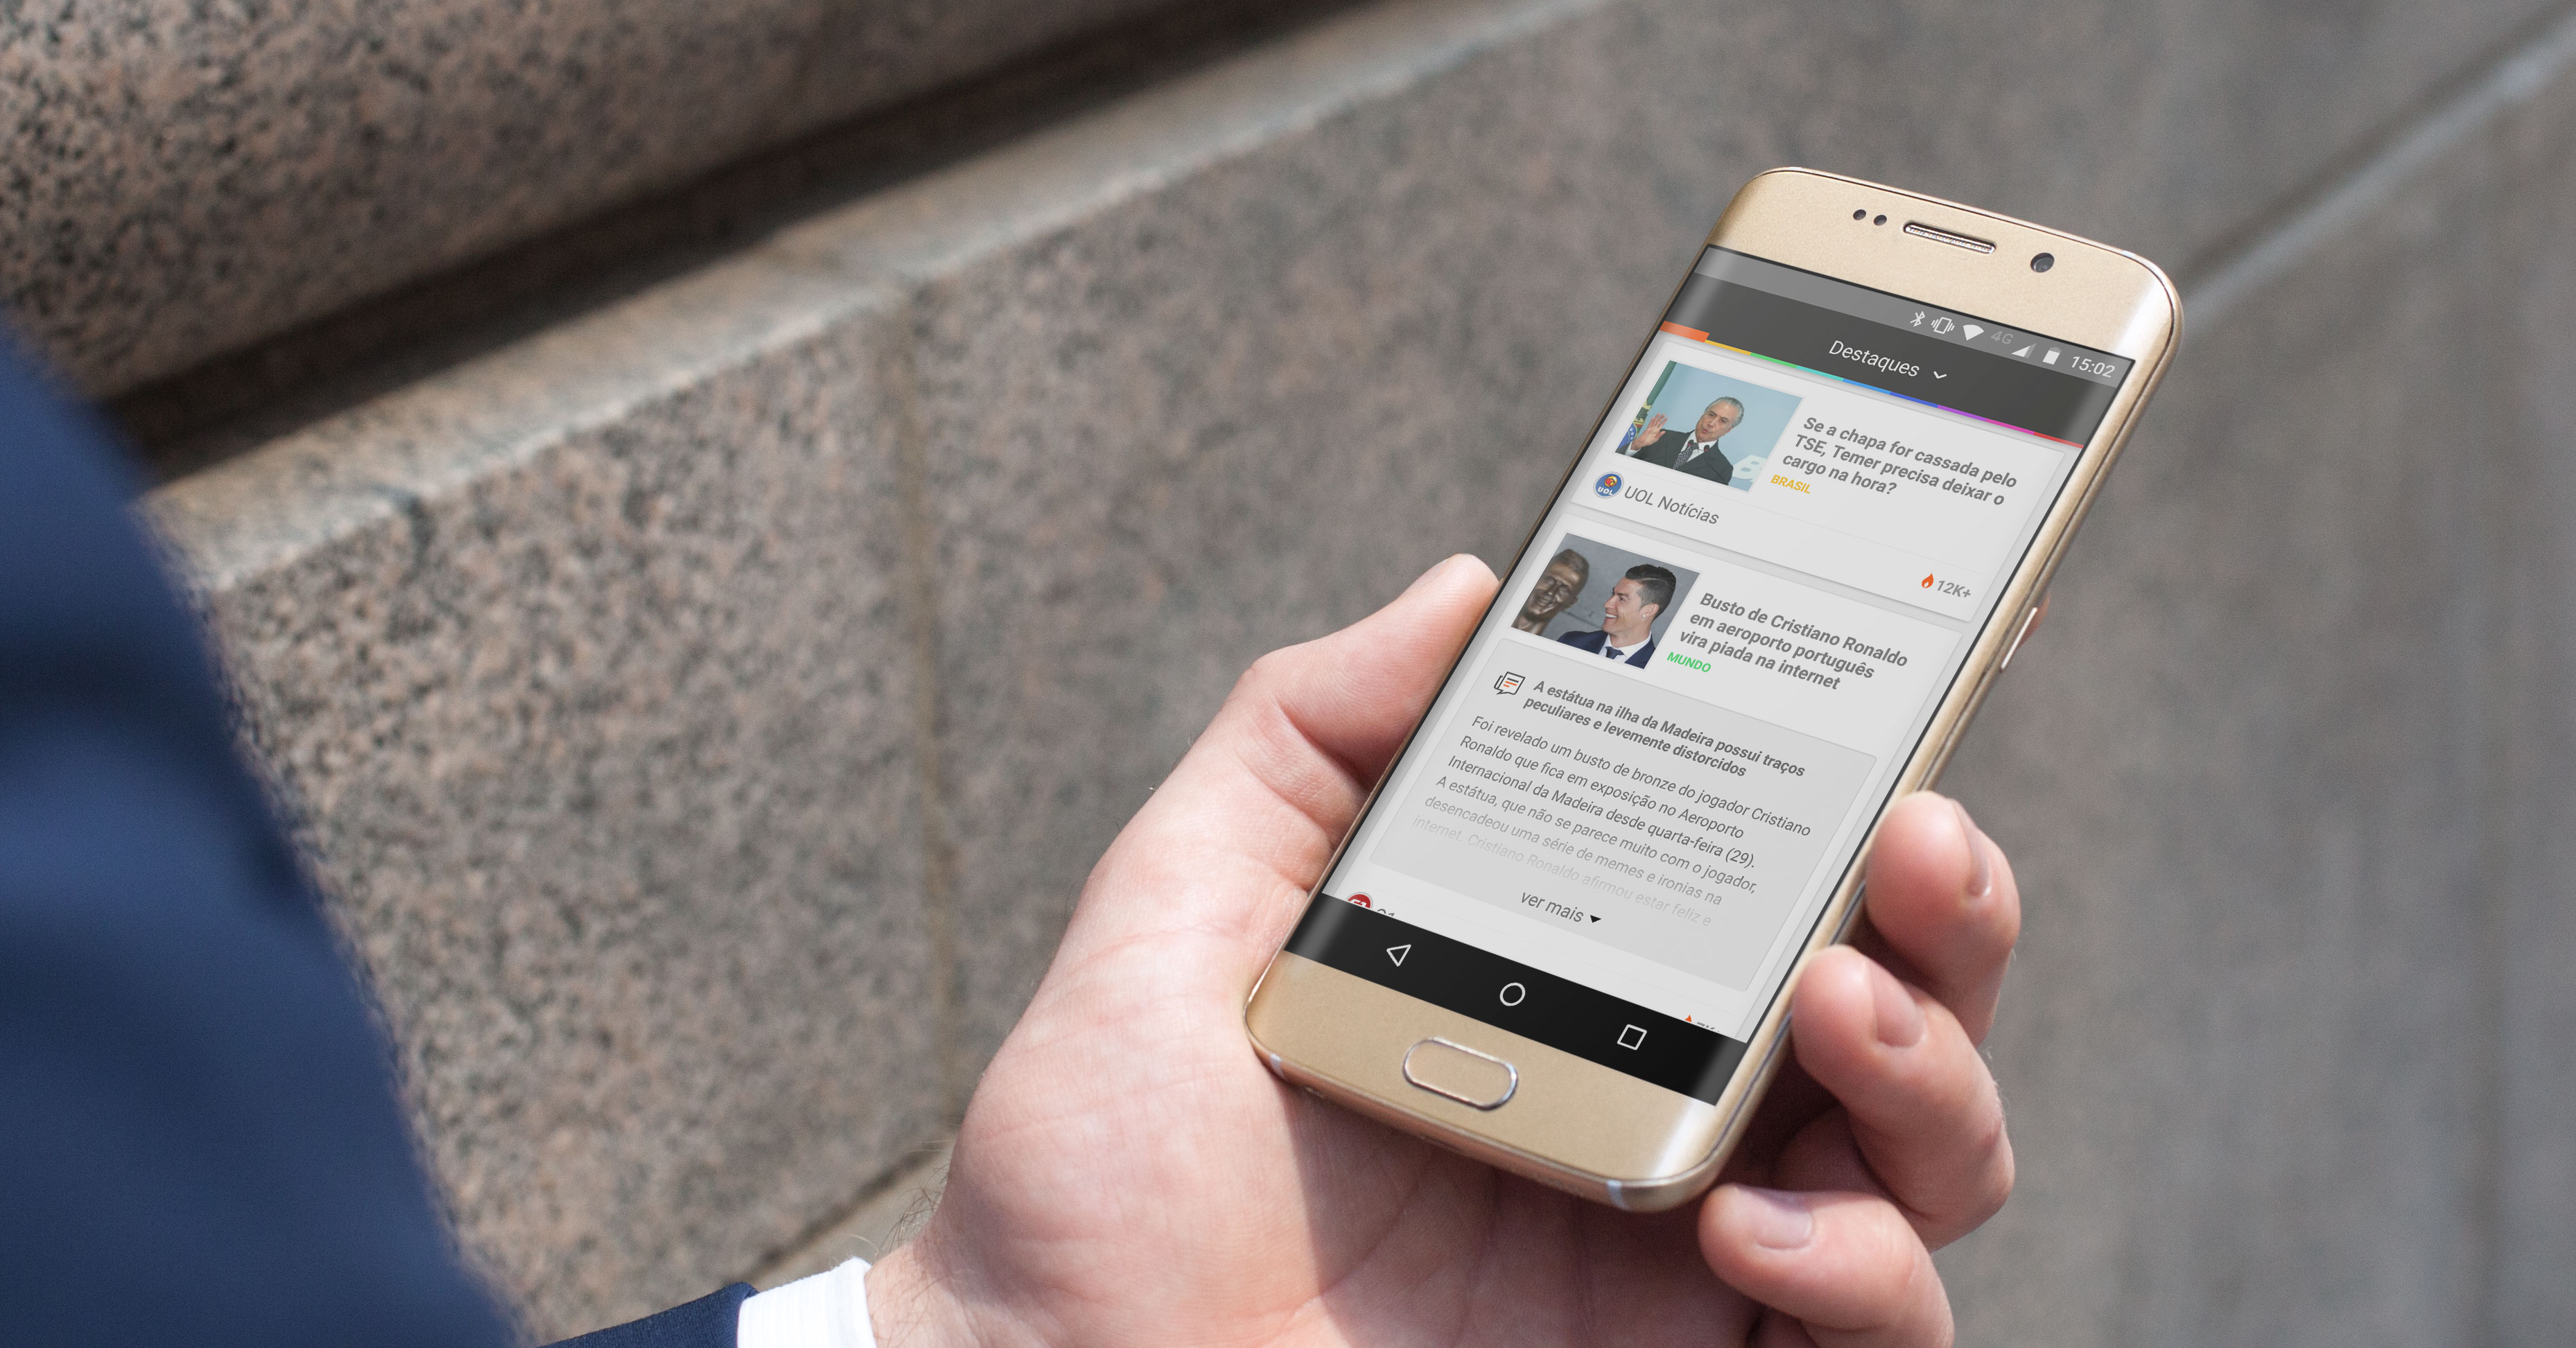 4G 15:02
Destaques
Se a chapa for cassada pelo
TSE, Temer precisa deixar o
cargo na hora?
BRASIL
UOL
UOL Notícias
12K+
Busto de Cristiano Ronaldo
em aeroporto português
vira piada na internet
MUNDO
A estátua na ilha da Madeira possui traços
peculiares e levemente distorcidos
Foi revelado um busto de bronze do jogador Cristiano
Ronaldo que fica em exposição no Aeroporto
Internacional da Madeira desde quarta-feira (29).
A estátua, que não se parece muito com o jogador,
desencadeou uma série de memes e ironias na
internet. Cristiano Ronaldo afirmou estar feliz e
ver mais